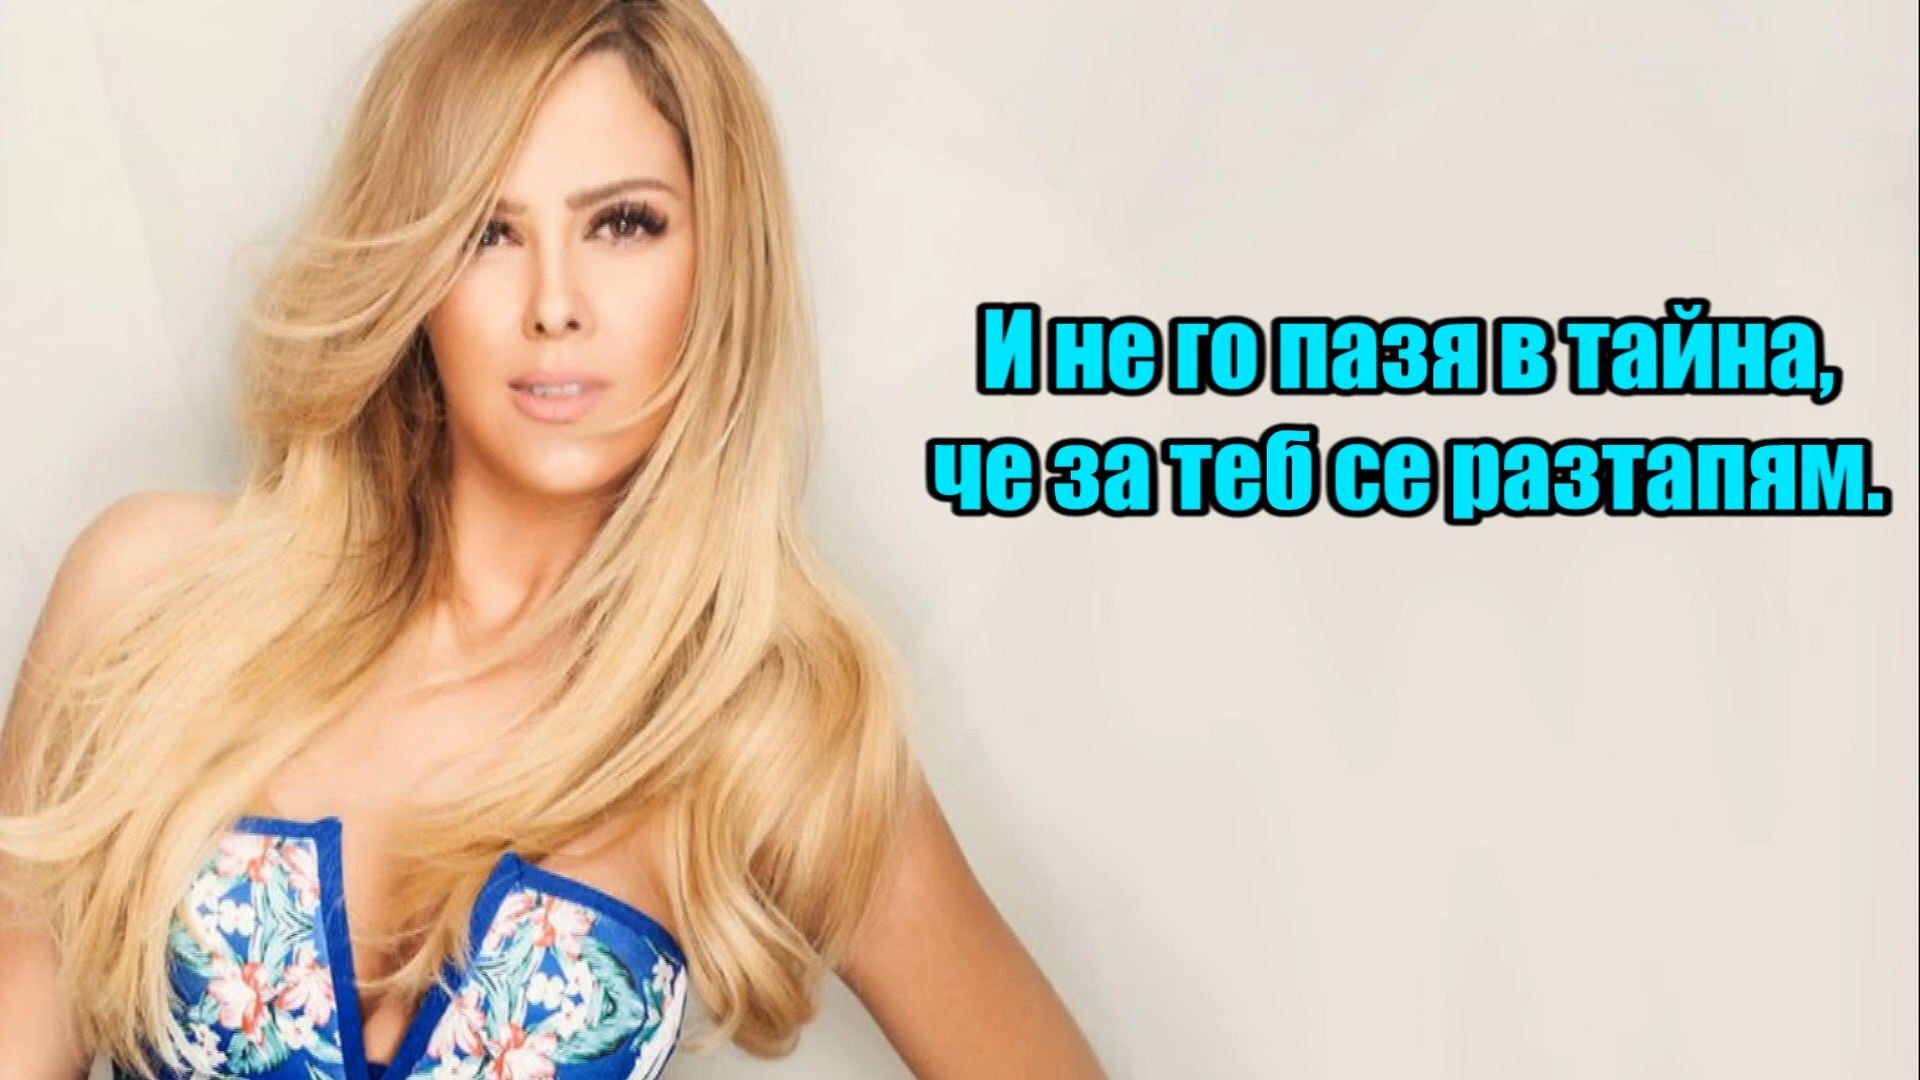 И не го пазя в тайна,
че за теб се разтапям.